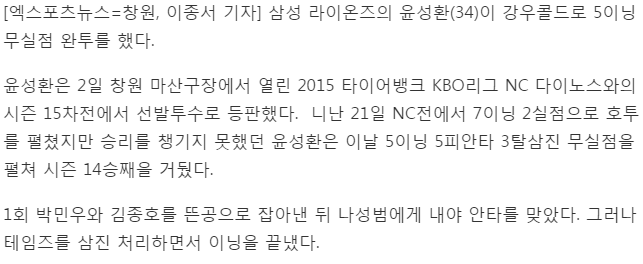 [엑스포츠뉴스=창원, 이종서 기자] 삼성 라이온즈의 윤성환(34)이 강우콜드로 5이닝
무실점 완투를 했다.
윤성환은 2일 창원 마산구장에서 열린 2015 타이어뱅크 KBO리그 NC 다이노스와의
시즌 15차전에서 선발투수로 등판했다. 니난 21일 NC전에서 7이닝 2실점으로 호투
를 펼쳤지만 승리를 챙기지 못했던 윤성환은 이날 5이닝 5피안타 3탈삼진 무실점을
펼쳐 시즌 14승째을 거뒀다.
1회 박민우와 김종호를 뜬공으로 잡아낸 뒤 나성범에게 내야 안타를 맞았다. 그러나
테임즈를 삼진 처리하면서 이닝을 끝냈다.